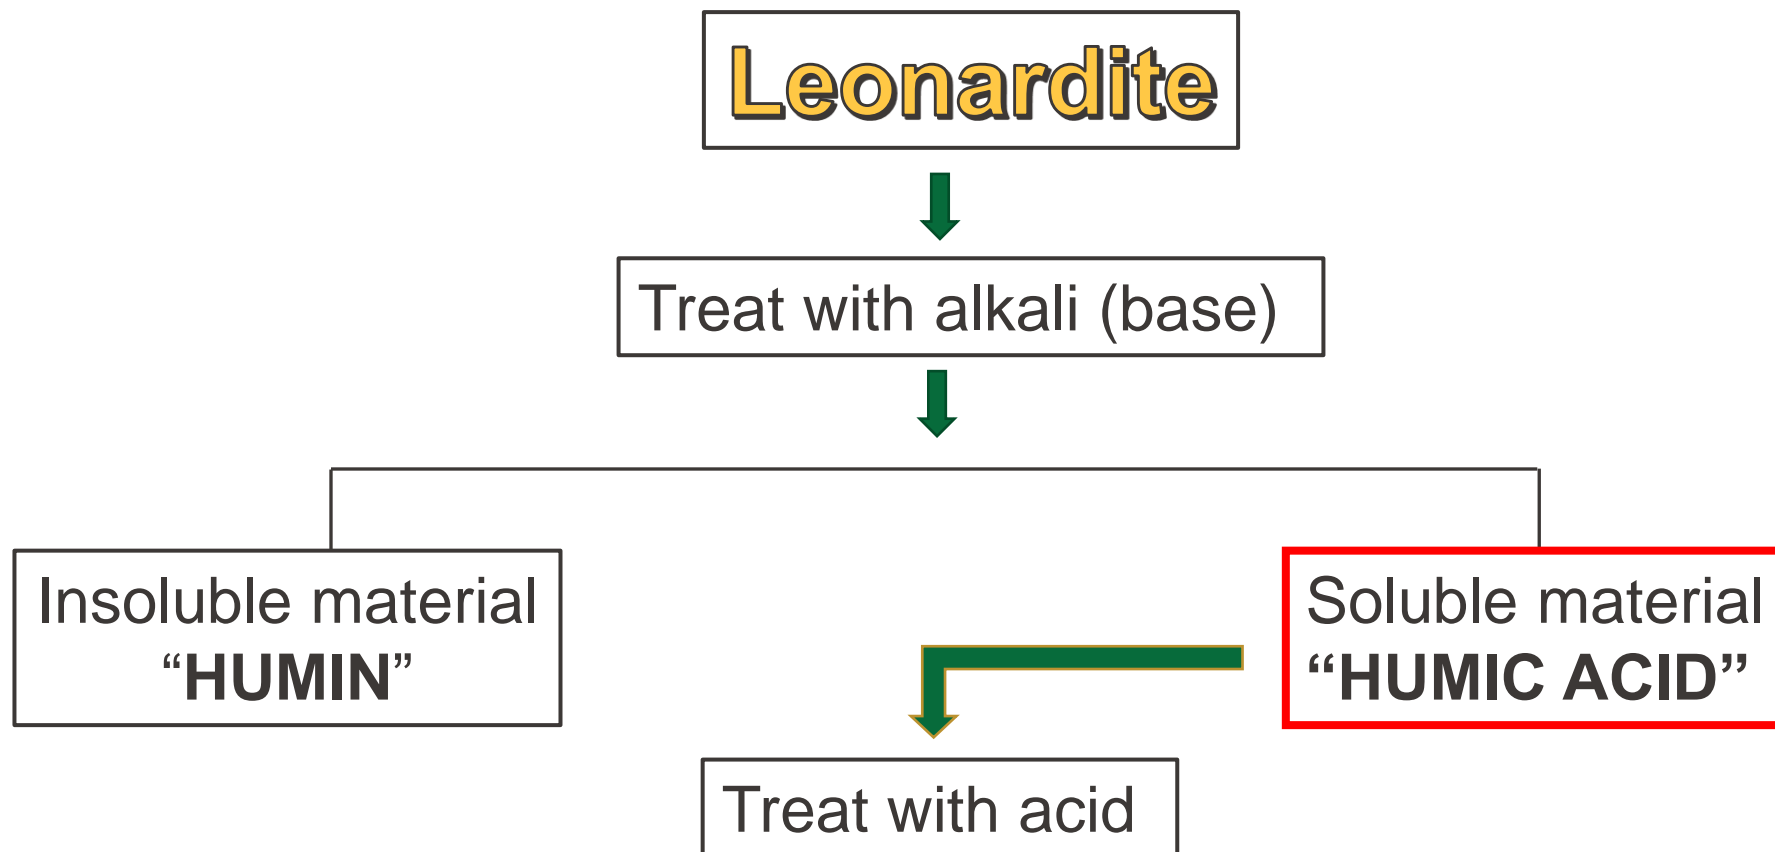 Leonardite
Treat with alkali (base)
Insoluble material
“HUMIN”
Soluble material
“HUMIC ACID”
Treat with acid